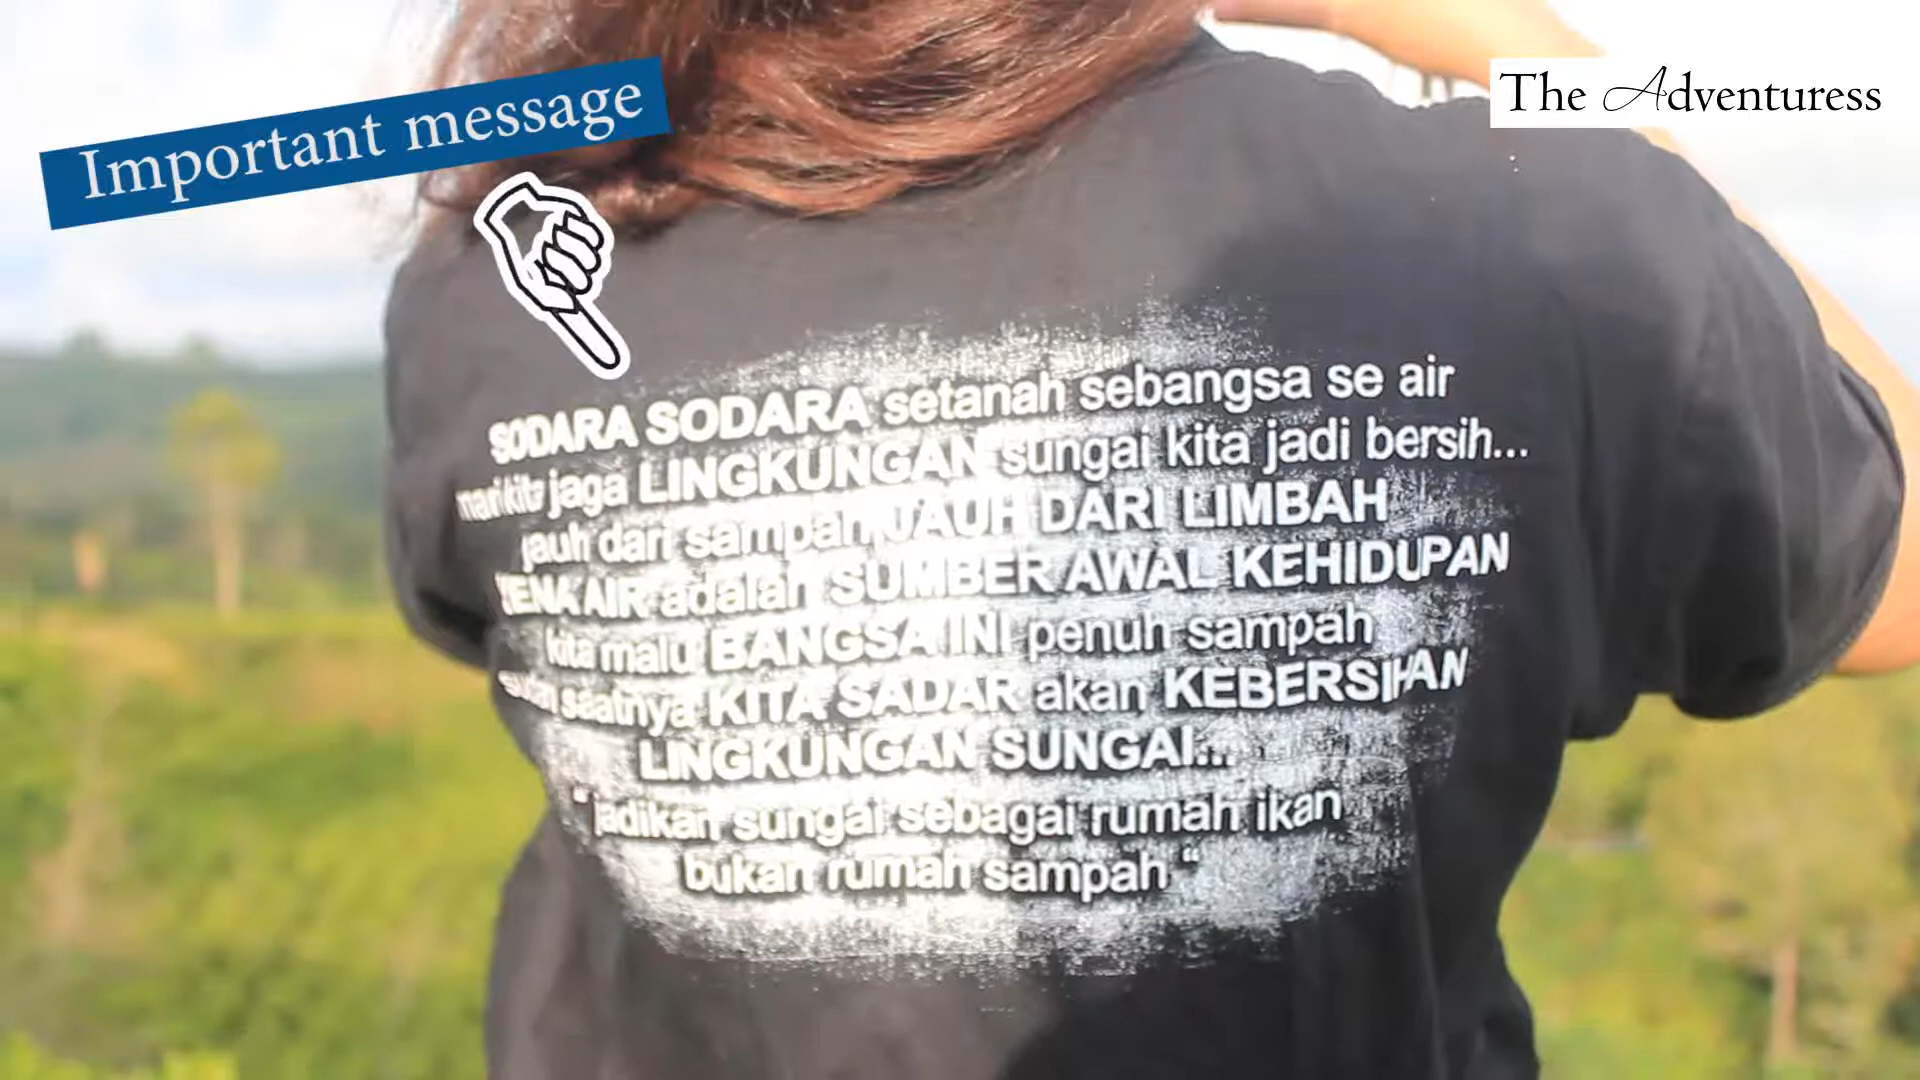 Important message
The Adventuress
SODARA SODARA setanah sebangsa se air
mari kita jaga LINGKUNGAN sungai kita jadi bersih...
jauh dari sampah JAUH DARI LIMBAH
KENA AIR adalah SUMBER AWAL KEHIDUPAN
kita malu BANGSA INI penuh sampah
sudah saatnya KITA SADAR akan KEBERSIHAN
LINGKUNGAN SUNGAI...
“jadikan sungai sebagai rumah ikan
bukan rumah sampah“